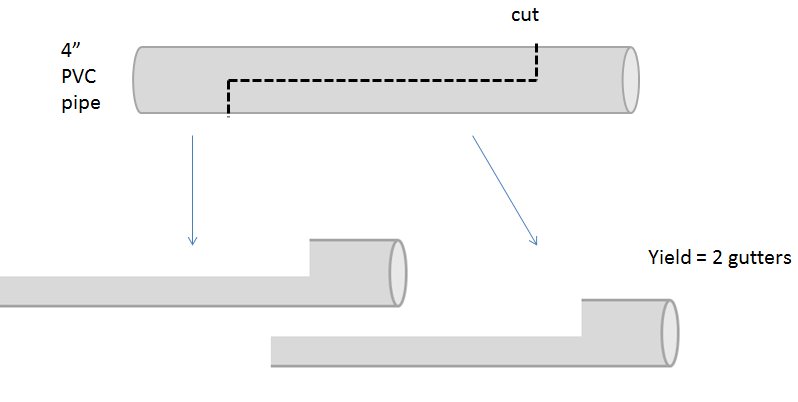 cut
4”
PVC
pipe
Yield = 2 gutters